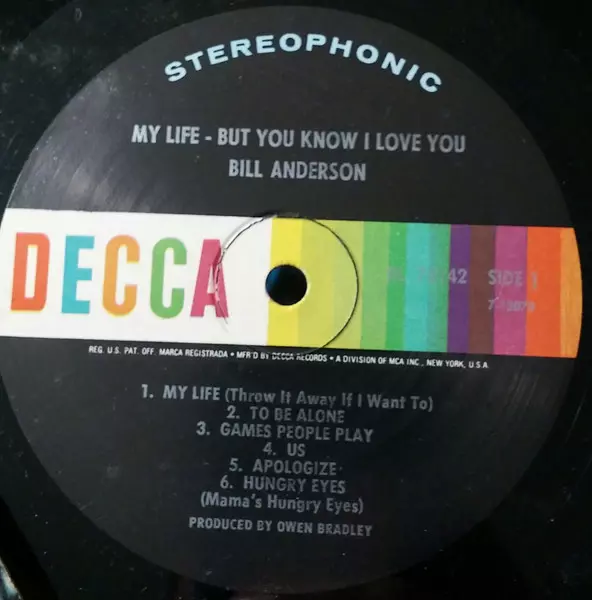 STEREOPHONIC
MY LIFE - BUT YOU KNOW I LOVE YOU
BILL ANDERSON
DECCA
42 SIDE 1
REG. U.S. PAT. OFF. MARCA REGISTRADA • MFR'D BY DECCA RECORDS • A DIVISION OF MCA INC., NEW YORK, U.S.A.
1. MY LIFE (Throw It Away If I Want To)
2. TO BE ALONE
3. GAMES PEOPLE PLAY
4. US
5. APOLOGIZE
6. HUNGRY EYES
(Mama's Hungry Eyes)
PRODUCED BY OWEN BRADLEY